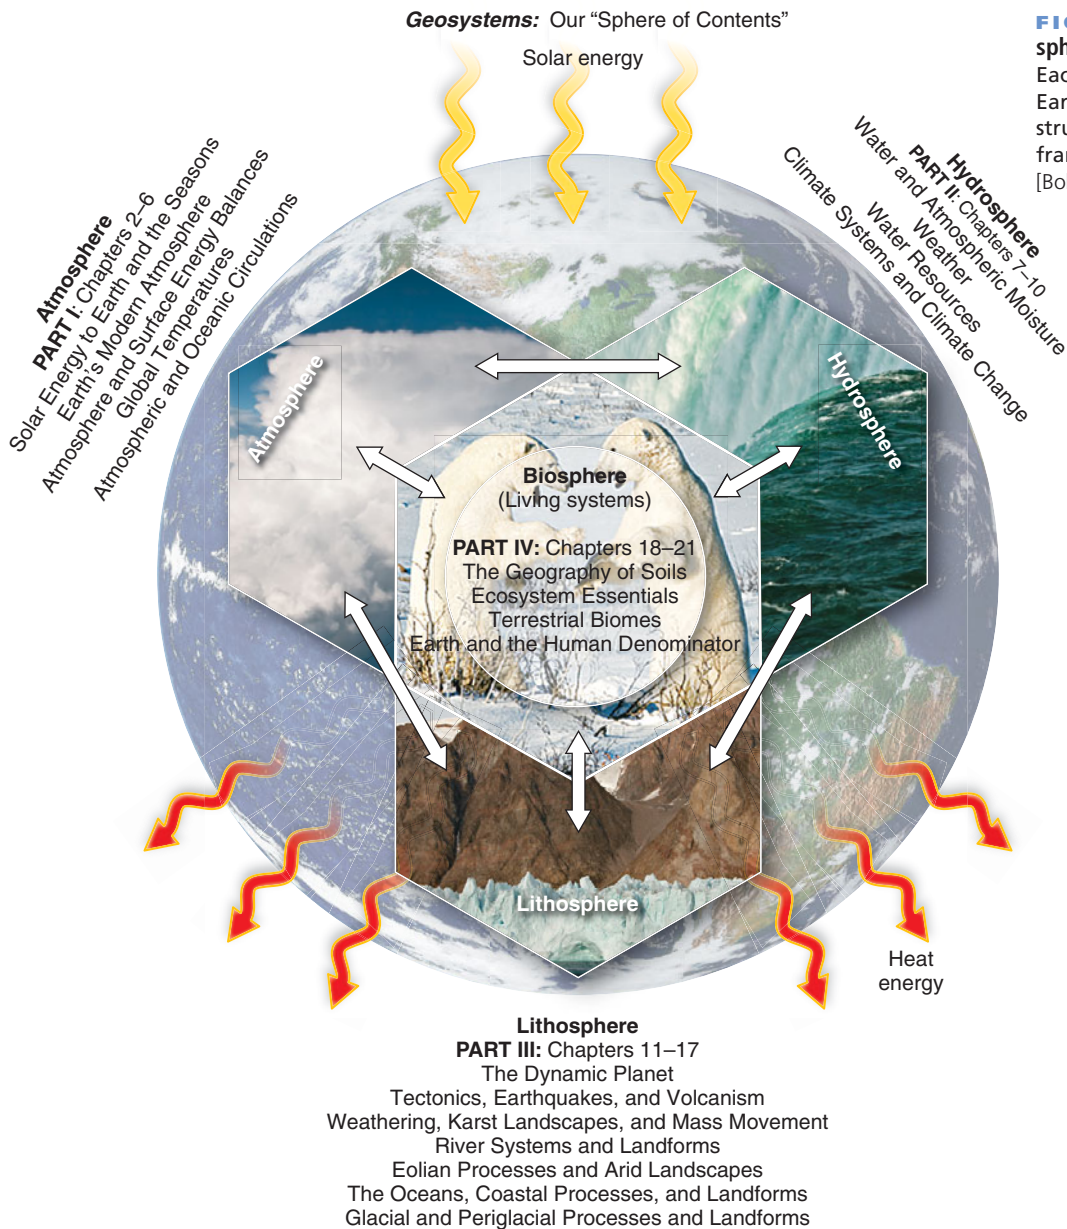 Geosystems: Our “Sphere of Contents”
Solar energy
Atmosphere
PART I: Chapters 2–6
Solar Energy to Earth and the Seasons
Earth’s Modern Atmosphere
Atmosphere and Surface Energy Balances
Global Temperatures
Atmospheric and Oceanic Circulations
Hydrosphere
PART II: Chapters 7–10
Water and Atmospheric Moisture
Weather
Water Resources
Climate Systems and Climate Change
Atmosphere
Hydrosphere
Biosphere
(Living systems)
PART IV: Chapters 18–21
The Geography of Soils
Ecosystem Essentials
Terrestrial Biomes
Earth and the Human Denominator
Lithosphere
Heat
energy
Lithosphere
PART III: Chapters 11–17
The Dynamic Planet
Tectonics, Earthquakes, and Volcanism
Weathering, Karst Landscapes, and Mass Movement
River Systems and Landforms
Eolian Processes and Arid Landscapes
The Oceans, Coastal Processes, and Landforms
Glacial and Periglacial Processes and Landforms